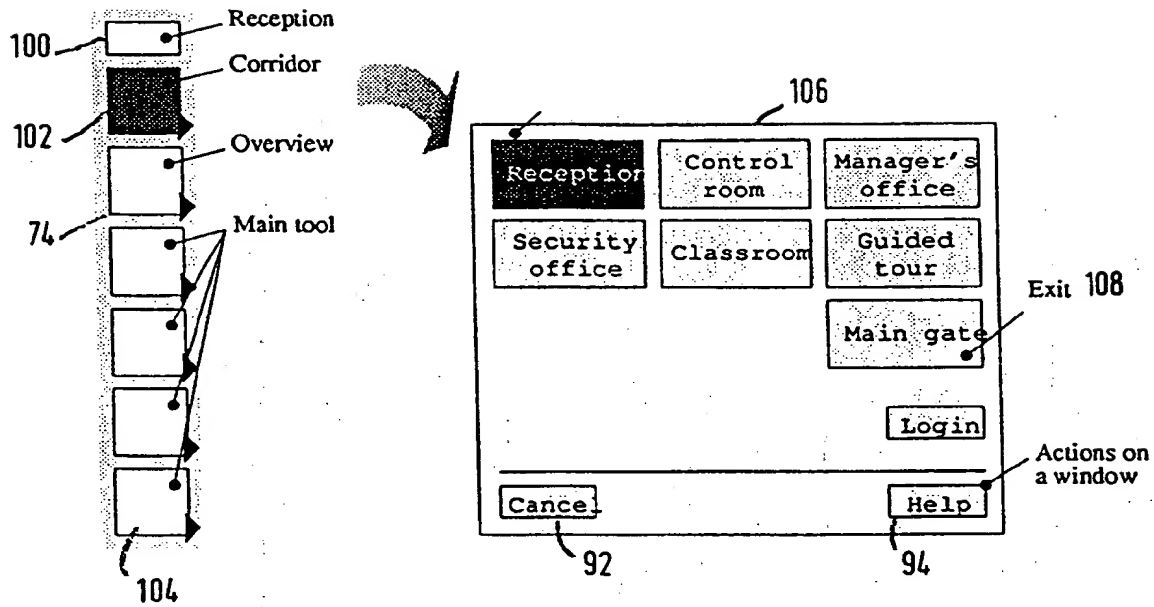 Reception
100
Corridor
102
Overview
74
Main tool
104
106
Reception
Control
room
Manager's
office
Security
office
Classroom
Guided
tour
Exit 108
Main gate
Login
Actions on
a window
Cancel
Help
92
94